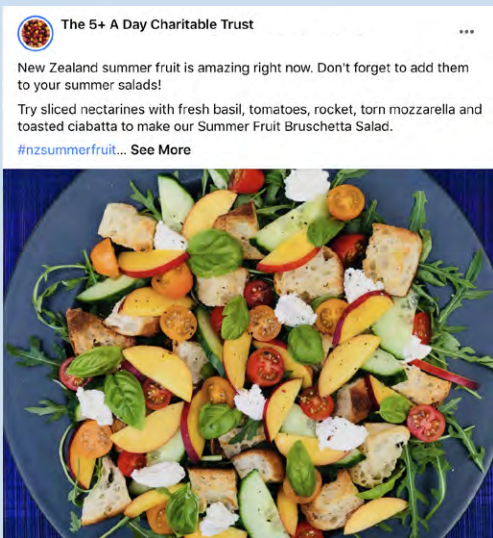 The 5+ A Day Charitable Trust
New Zealand summer fruit is amazing right now. Don't forget to add them
to your summer salads!
Try sliced nectarines with fresh basil, tomatoes, rocket, torn mozzarella and
toasted ciabatta to make our Summer Fruit Bruschetta Salad.
#nzsummerfruit... See More